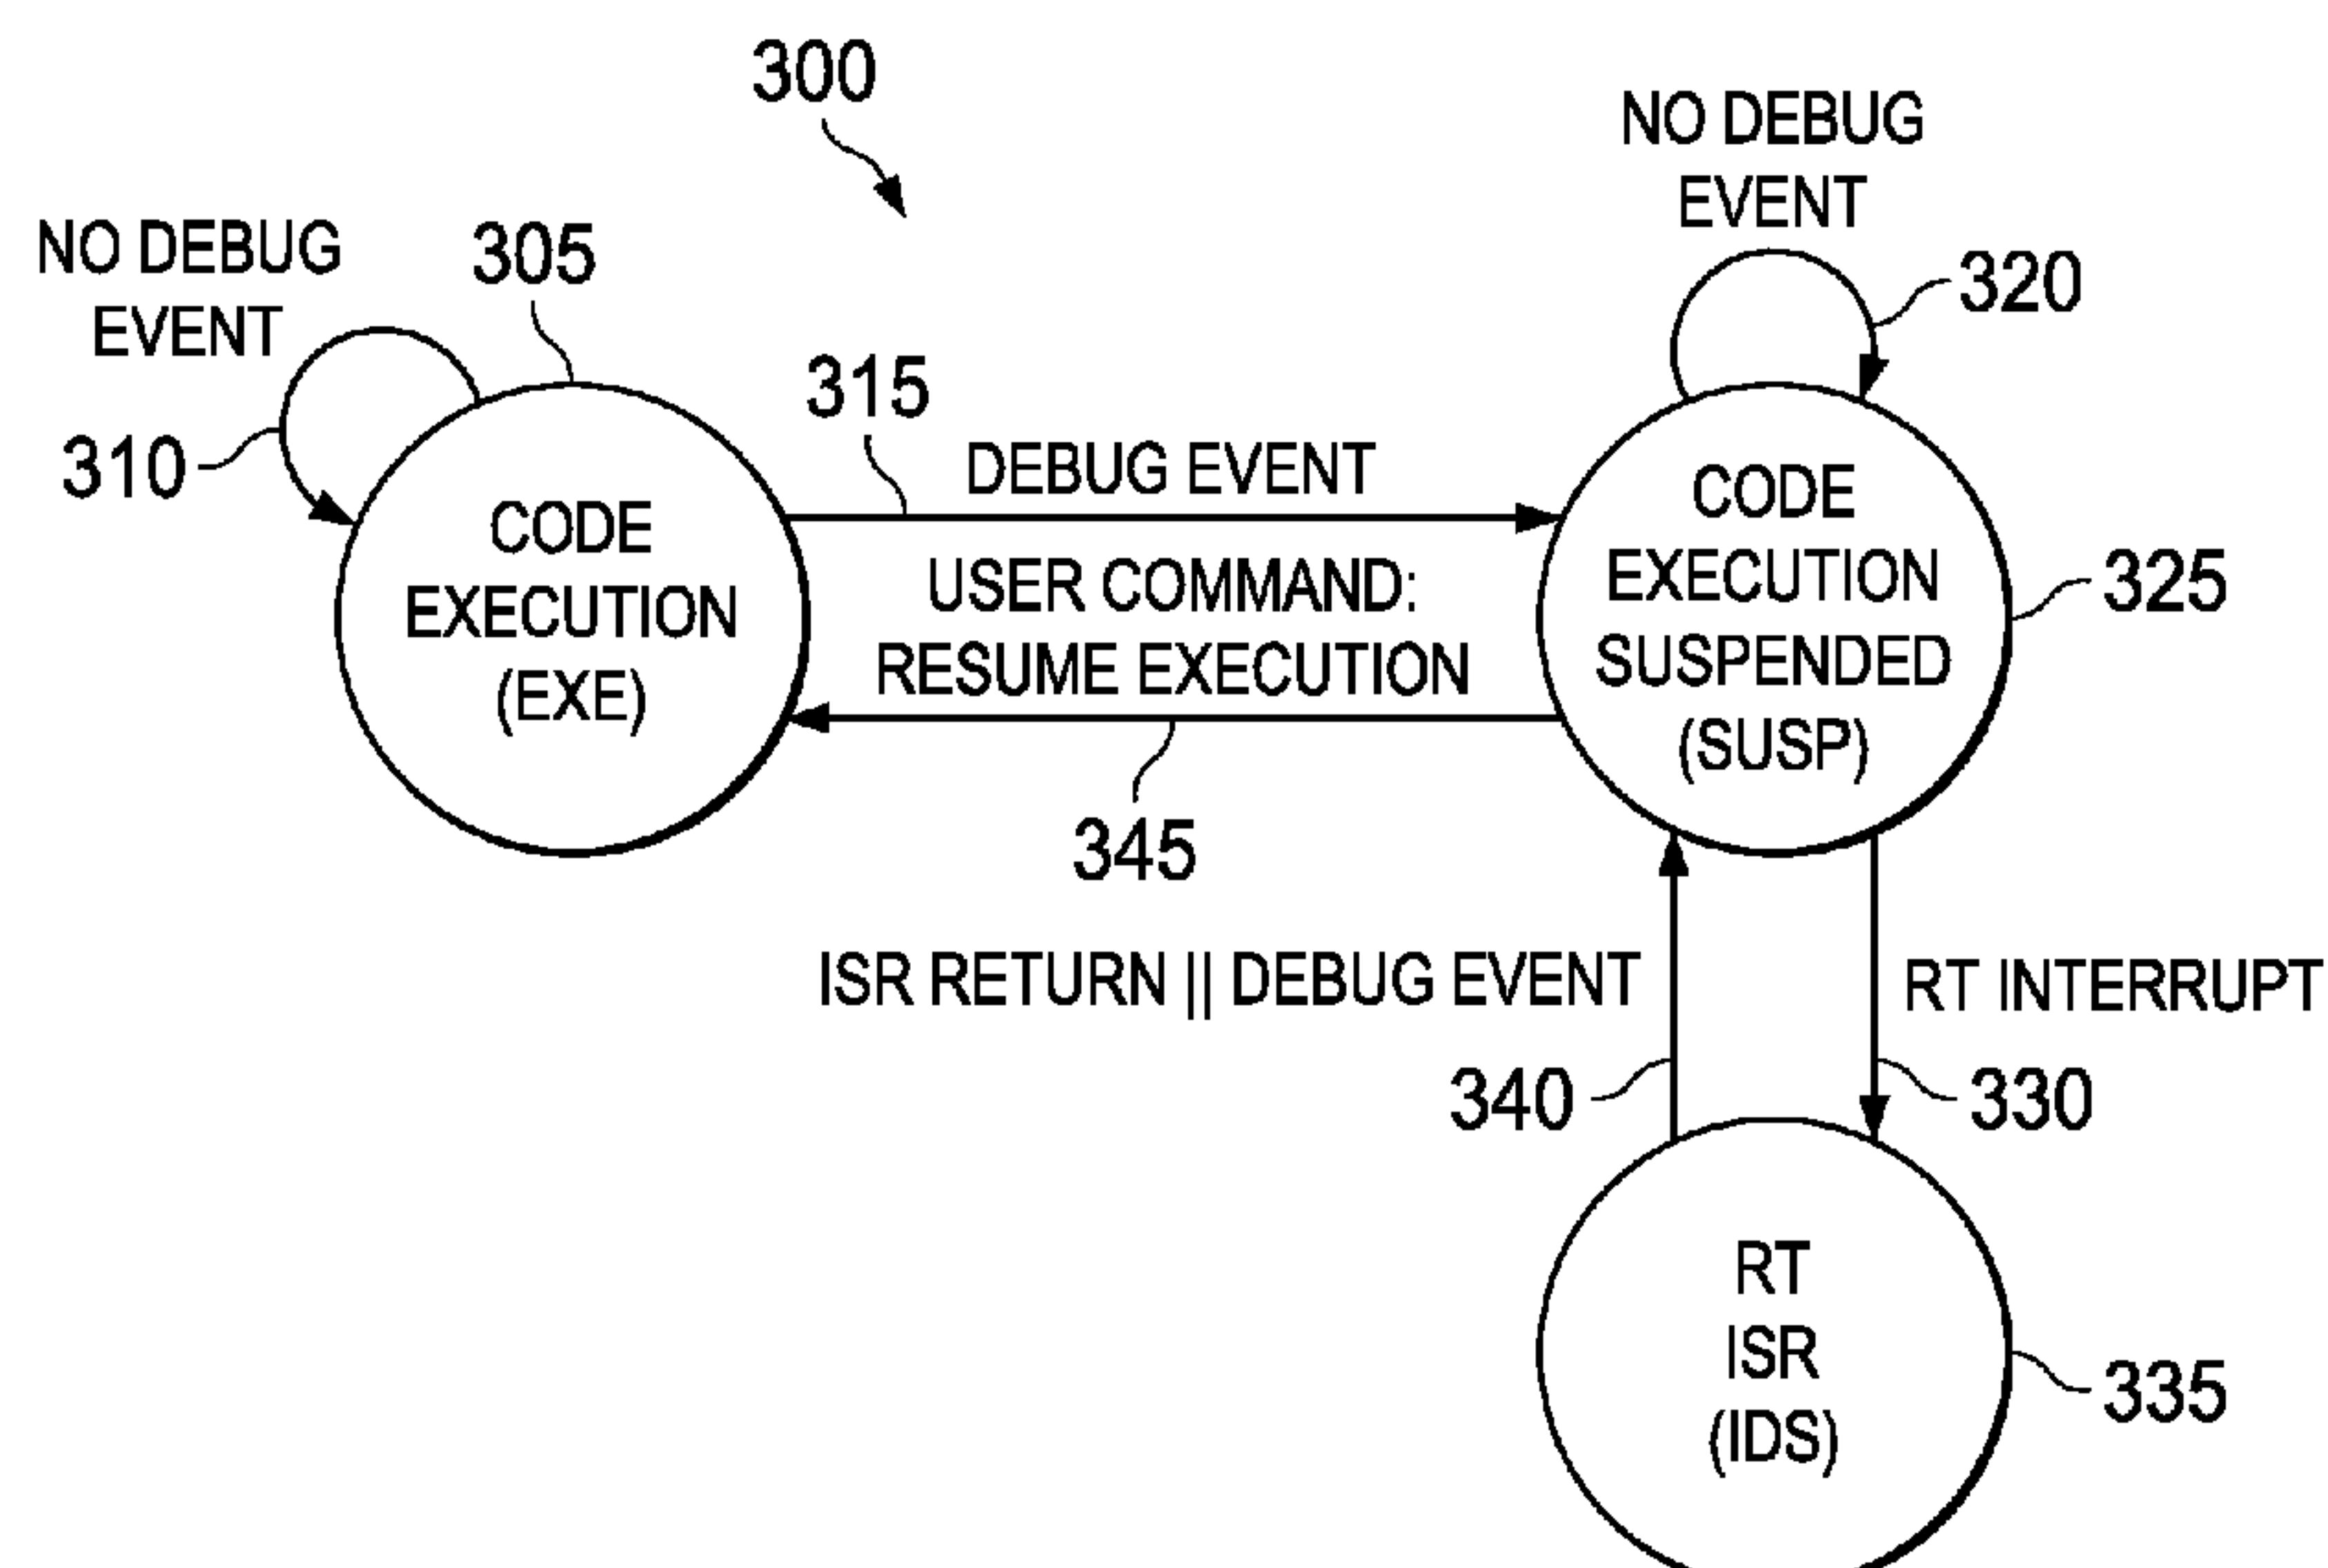 300
NO DEBUG
EVENT
320
NO DEBUG
EVENT
305
310
315
DEBUG EVENT
CODE
EXECUTION
(EXE)
USER COMMAND:
RESUME EXECUTION
345
CODE
EXECUTION
SUSPENDED
(SUSP)
325
ISR RETURN || DEBUG EVENT
RT INTERRUPT
340
330
RT
ISR
(IDS)
335